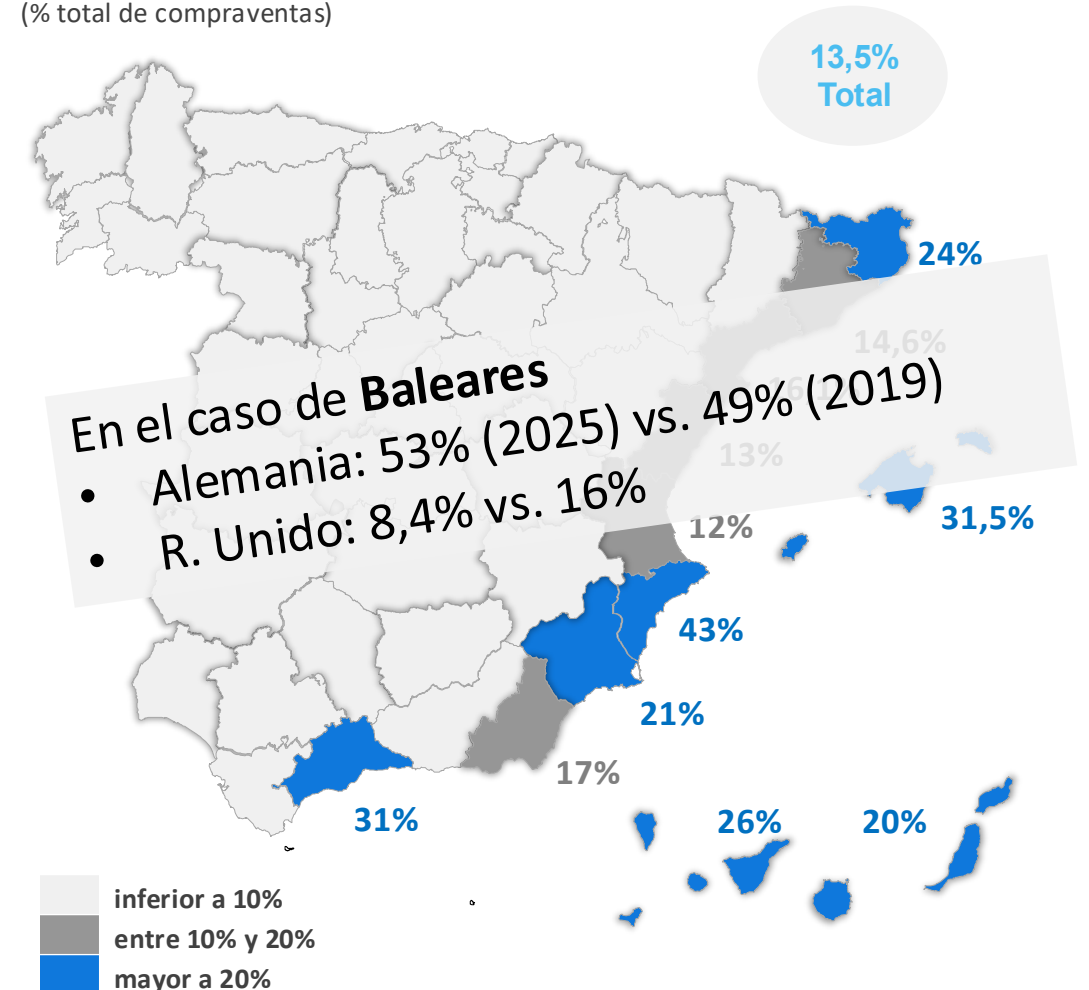 (% total de compraventas)
13,5%
Total
24%
14,6%
En el caso de Baleares
• Alemania: 53% (2025) vs. 49% (2019)
13%
• R. Unido: 8,4% vs. 16%
31,5%
12%
43%
21%
17%
31%
26%
20%
inferior a 10%
entre 10% y 20%
mayor a 20%